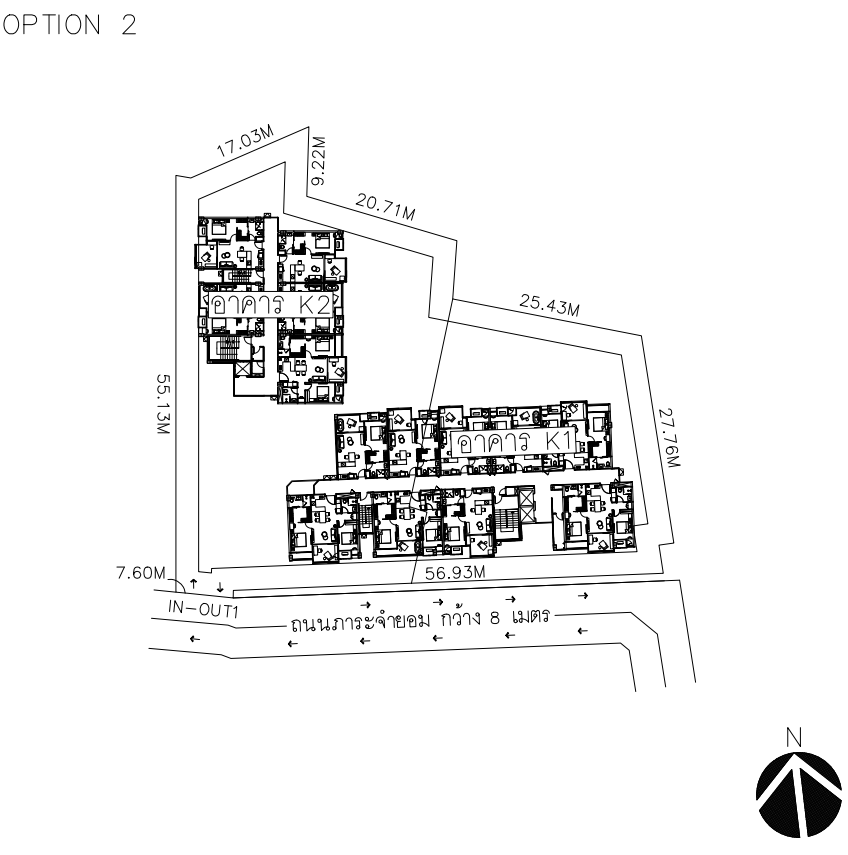 OPTION 2
17.03M
9.22M
20.71M
25.43M
อาคาร K2
55.13M
27.76M
อาคาร K1
7.60M
56.93M
IN-OUT1
ถนนภาระจำยอม กว้าง 8 เมตร
N